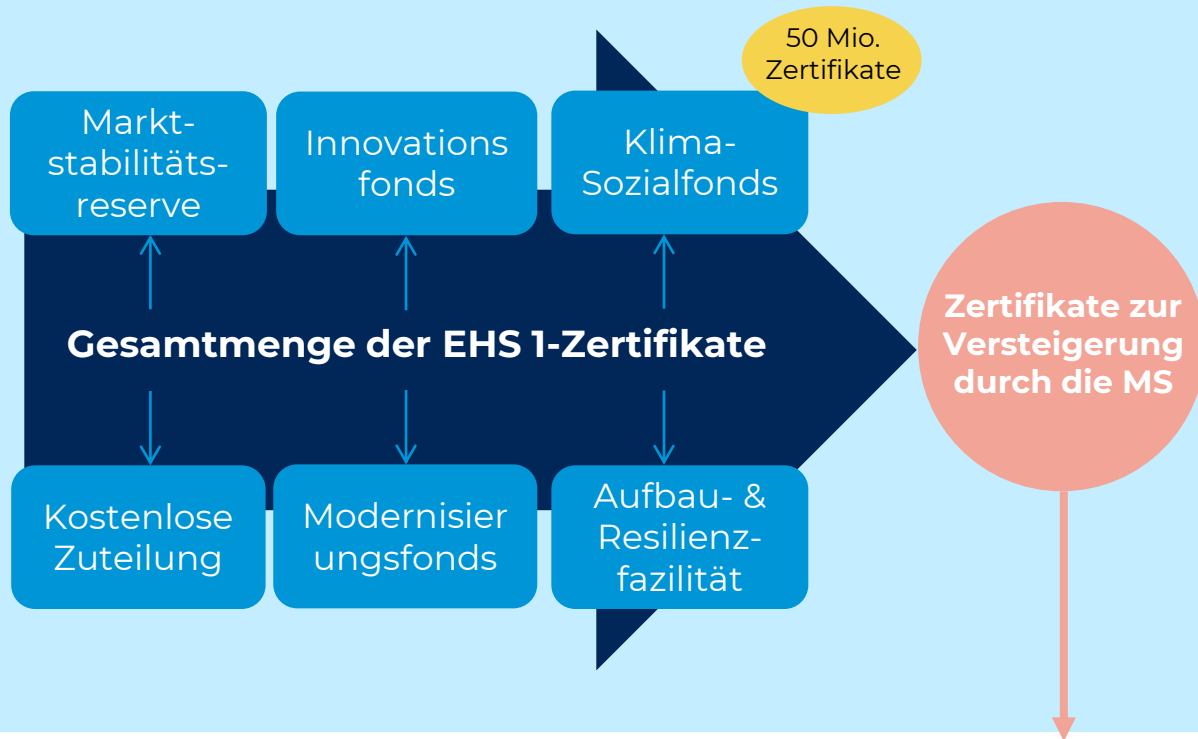 50 Mio.
Zertifikate
Markt-
stabilitäts-
reserve
Innovations
fonds
Klima-
Sozialfonds
Gesamtmenge der EHS 1-Zertifikate
Zertifikate zur
Versteigerung
durch die MS
Kostenlose
Zuteilung
Modernisier
ungsfonds
Aufbau- &
Resilienz-
fazilität